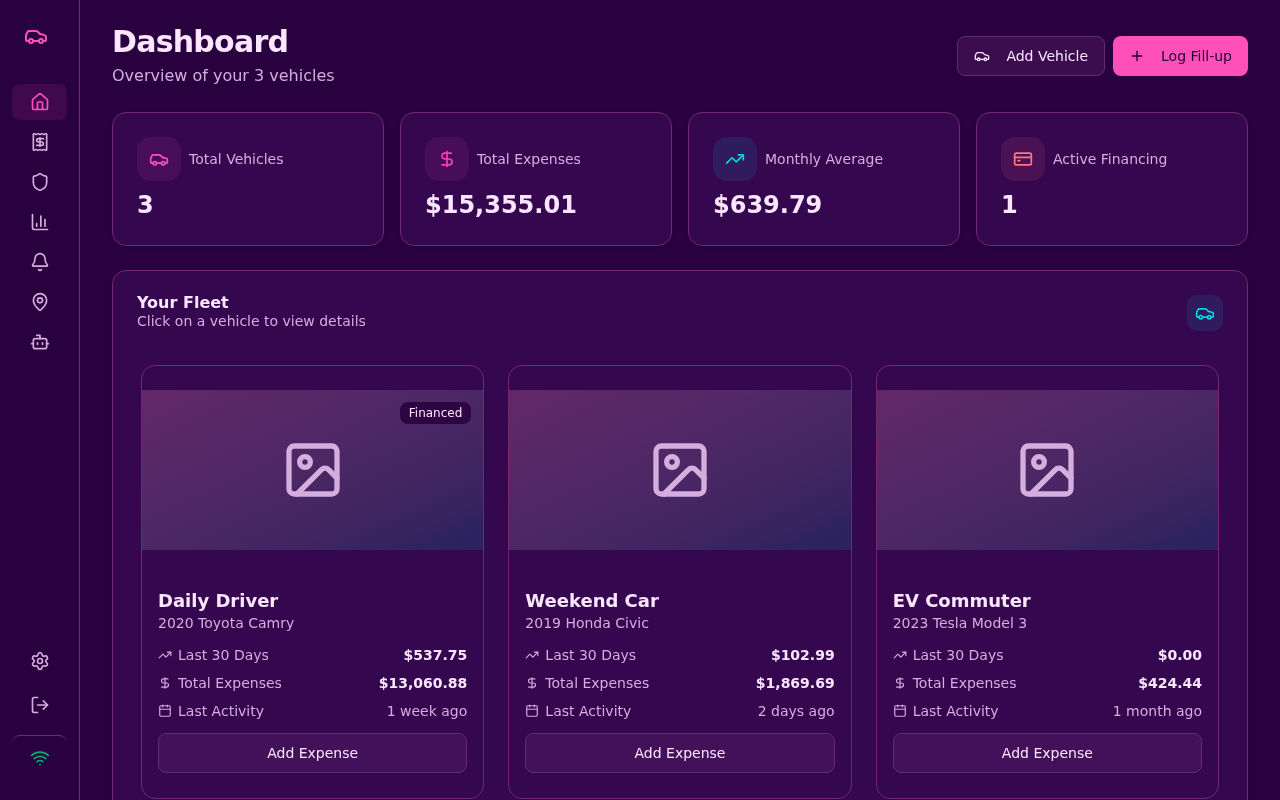 Dashboard
Overview of your 3 vehicles
Add Vehicle
Log Fill-up
Total Vehicles
3
Total Expenses
$15,355.01
Monthly Average
$639.79
Active Financing
1
Your Fleet
Click on a vehicle to view details
Financed
Daily Driver
2020 Toyota Camry
Last 30 Days $537.75
Total Expenses $13,060.88
Last Activity 1 week ago
Add Expense
Weekend Car
2019 Honda Civic
Last 30 Days $102.99
Total Expenses $1,869.69
Last Activity 2 days ago
Add Expense
EV Commuter
2023 Tesla Model 3
Last 30 Days $0.00
Total Expenses $424.44
Last Activity 1 month ago
Add Expense